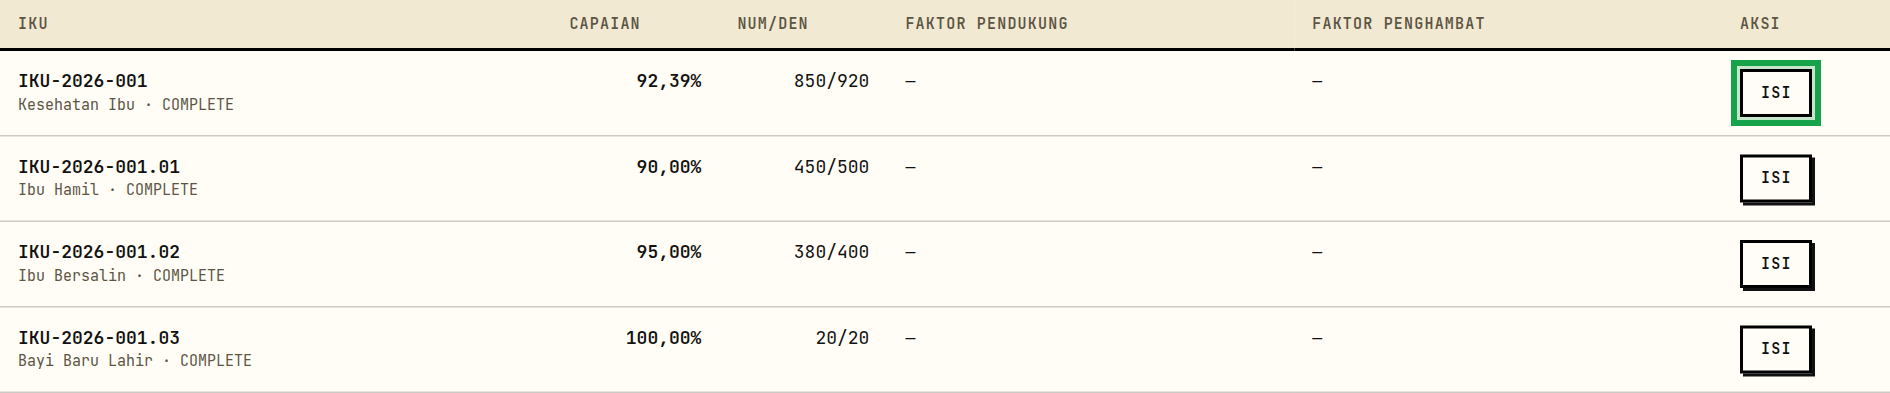 IKU CAPAIAN NUM/DEN FAKTOR PENDUKUNG FAKTOR PENGHAMBAT AKSI
IKU-2026-001 92,39% 850/920 – – ISI
Kesehatan Ibu · COMPLETE
IKU-2026-001.01 90,00% 450/500 – – ISI
Ibu Hamil · COMPLETE
IKU-2026-001.02 95,00% 380/400 – – ISI
Ibu Bersalin · COMPLETE
IKU-2026-001.03 100,00% 20/20 – – ISI
Bayi Baru Lahir · COMPLETE